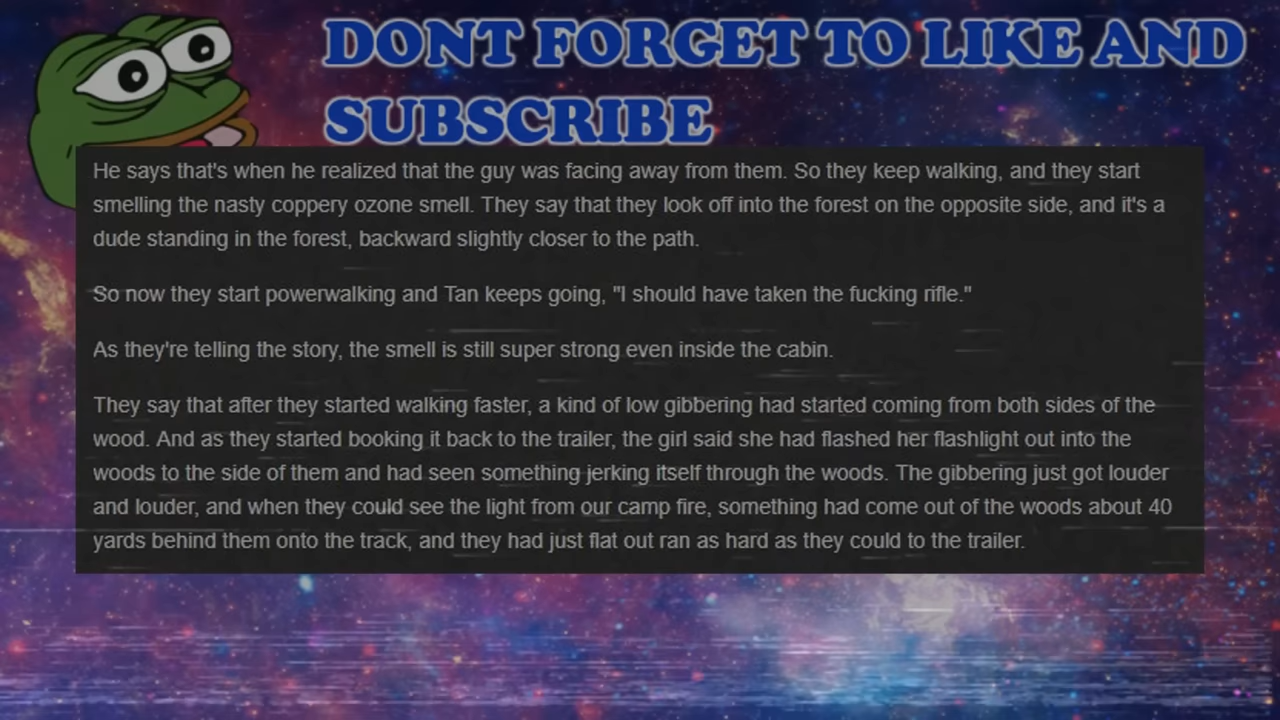 DONT FORGET TO LIKE AND
SUBSCRIBE
He says that's when he realized that the guy was facing away from them. So they keep walking, and they start
smelling the nasty coppery ozone smell. They say that they look off into the forest on the opposite side, and it's a
dude standing in the forest, backward slightly closer to the path.
So now they start powerwalking and Tan keeps going, "I should have taken the fucking rifle."
As they're telling the story, the smell is still super strong even inside the cabin.
They say that after they started walking faster, a kind of low gibbering had started coming from both sides of the
wood. And as they started booking it back to the trailer, the girl said she had flashed her flashlight out into the
woods to the side of them and had seen something jerking itself through the woods. The gibbering just got louder
and louder, and when they could see the light from our camp fire, something had come out of the woods about 40
yards behind them onto the track, and they had just flat out ran as hard as they could to the trailer.